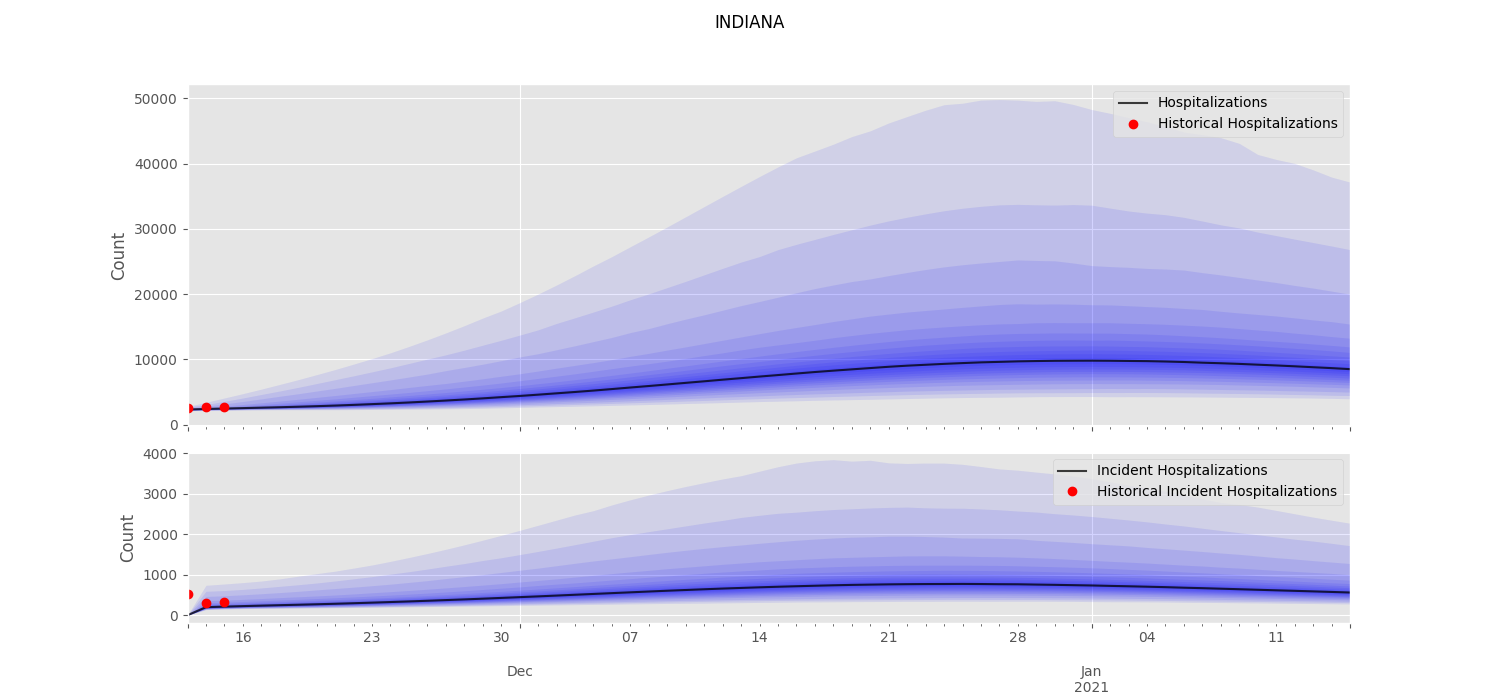 INDIANA
50000
40000
30000
20000
10000
0
Count
Hospitalizations
Historical Hospitalizations
4000
3000
2000
1000
0
Count
Incident Hospitalizations
Historical Incident Hospitalizations
16 23 30 07 14 21 28 04 11
Dec Jan
2021